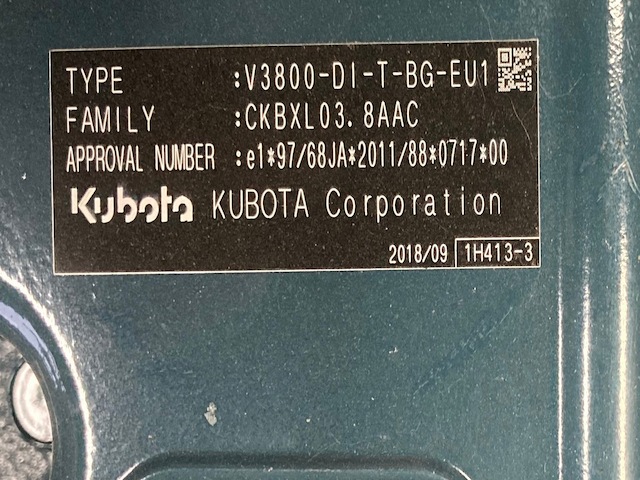 TYPE :V3800-DI-T-BG-EU1
FAMILY :CKBXL03.8AAC
APPROVAL NUMBER :e1*97/68JA*2011/88*0717*00
Kubota KUBOTA Corporation
2018/09 1H413-3